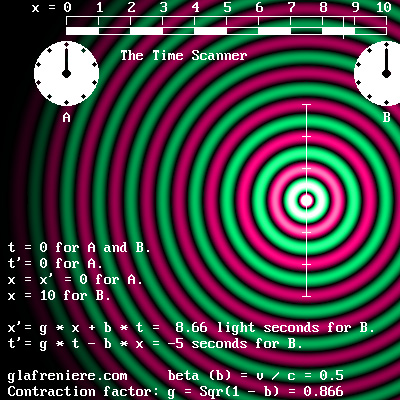 x = 0 1 2 3 4 5 6 7 8 9 10
The Time Scanner
A B
t = 0 for A and B.
t'= 0 for A.
x = x' = 0 for A.
x = 10 for B.
x'= g * x + b * t = 8.66 light seconds for B.
t'= g * t - b * x = -5 seconds for B.
glafreniere.com beta (b) = v / c = 0.5
Contraction factor: g = Sqr(1 - b) = 0.866